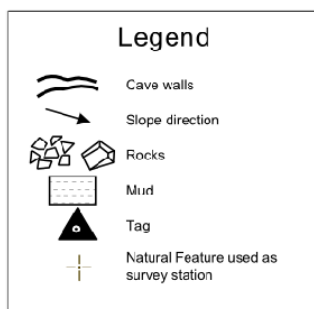 Legend
Cave walls
Slope direction
Rocks
Mud
Tag
Natural Feature used as
survey station